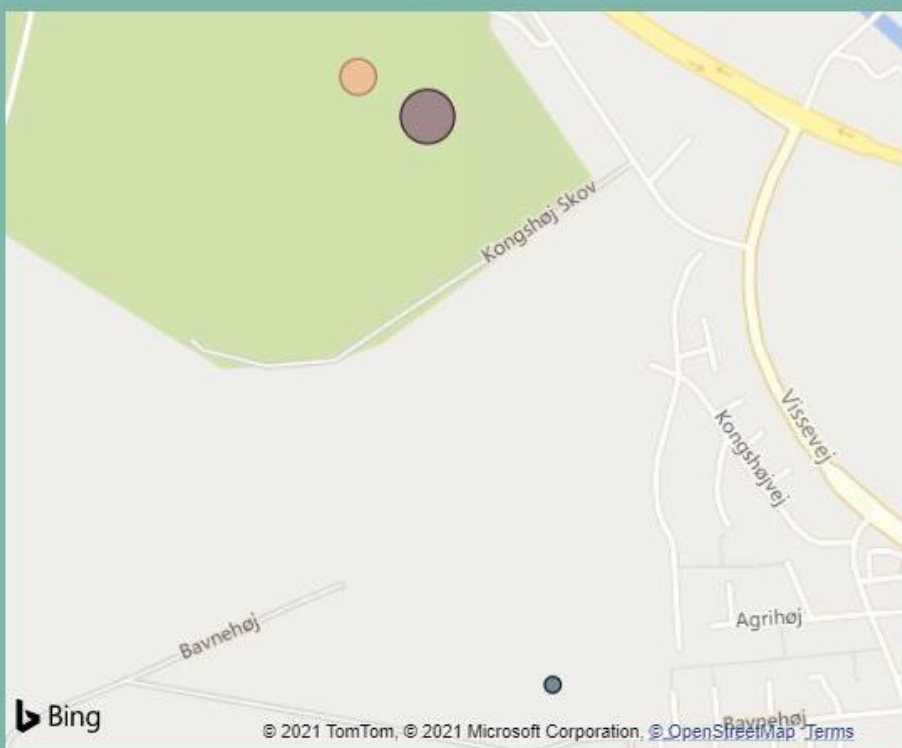 Kongshøj Skov
Vissevej
Kongshøjvej
Agrihøj
Bavnehøj
Bavnehøj
Bing
© 2021 TomTom, © 2021 Microsoft Corporation, © OpenStreetMap Terms